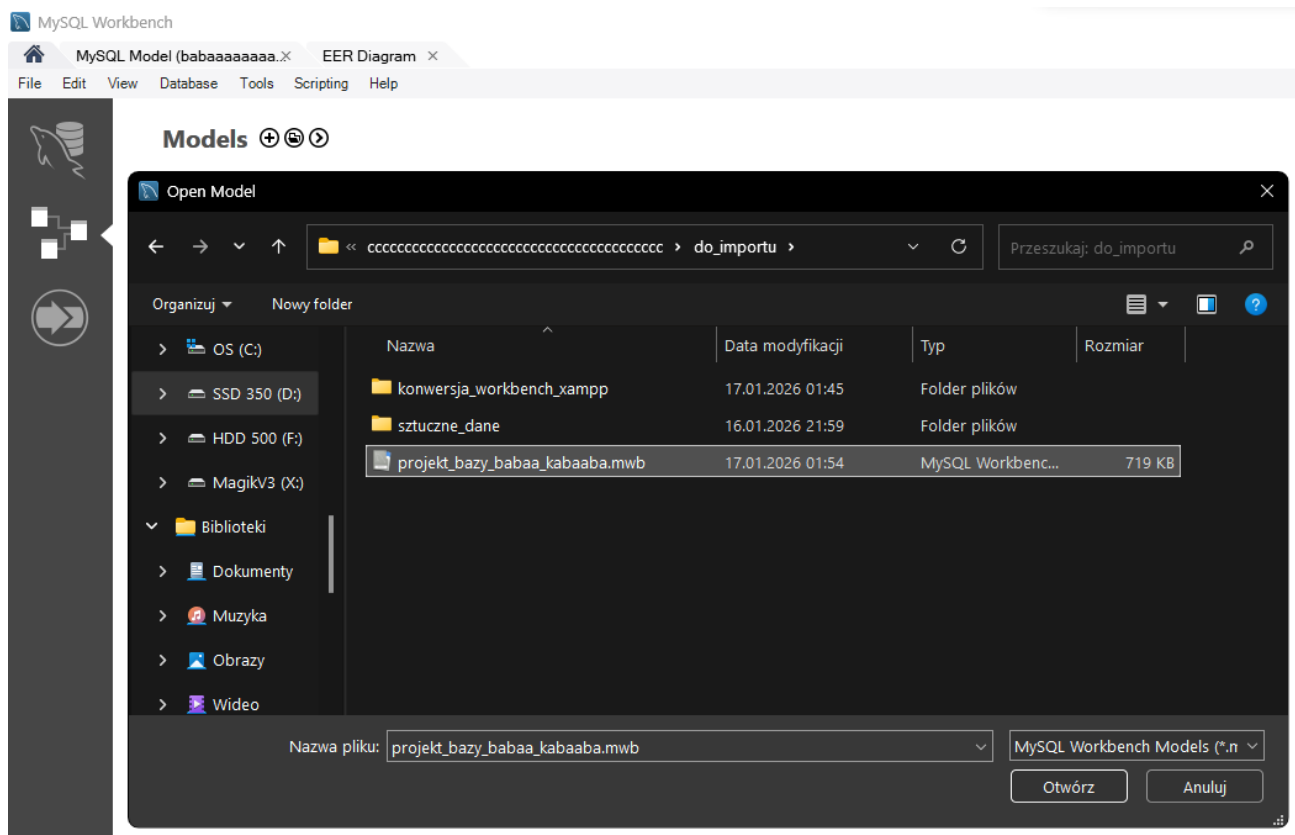 MySQL Workbench
MySQL Model (babaaaaaaaa.× EER Diagram ×
File Edit View Database Tools Scripting Help
Models
Open Model
« cccccccccccccccccccccccccccccccccccccccc › do_importu ›
Przeszukaj: do_importu
Organizuj Nowy folder
Nazwa Data modyfikacji Typ Rozmiar
OS (C:)
SSD 350 (D:)
HDD 500 (F:)
MagikV3 (X:)
Biblioteki
Dokumenty
Muzyka
Obrazy
Wideo
konwersja_workbench_xampp 17.01.2026 01:45 Folder plików
sztuczne_dane 16.01.2026 21:59 Folder plików
projekt_bazy_babaa_kabaaba.mwb 17.01.2026 01:54 MySQL Workbenc... 719 KB
Nazwa pliku: projekt_bazy_babaa_kabaaba.mwb
MySQL Workbench Models (*.m
Otwórz Anuluj